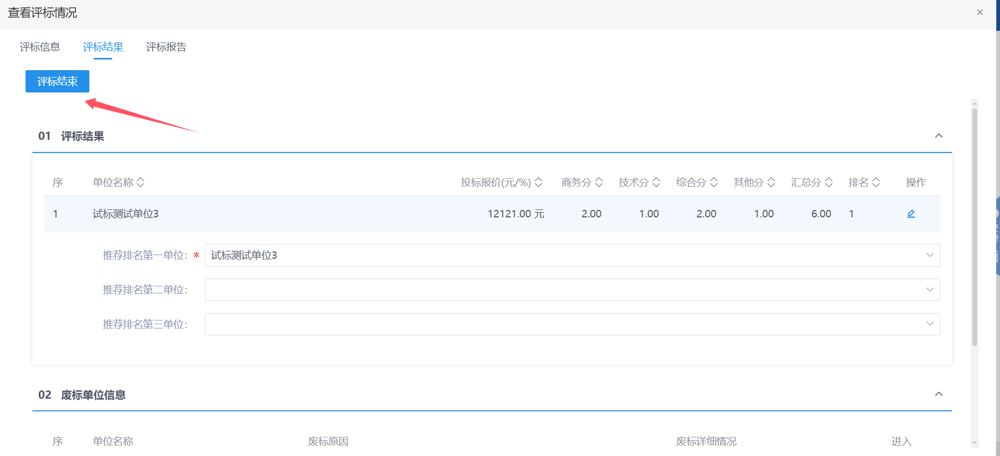 查看评标情况
评标信息 评标结果 评标报告
评标结束
01 评标结果
序 单位名称 投标报价(元/%) 商务分 技术分 综合分 其他分 汇总分 排名 操作
1 试标测试单位3 12121.00 元 2.00 1.00 2.00 1.00 6.00 1
推荐排名第一单位： * 试标测试单位3
推荐排名第二单位：
推荐排名第三单位：
02 废标单位信息
序 单位名称 废标原因 废标详细情况 进入